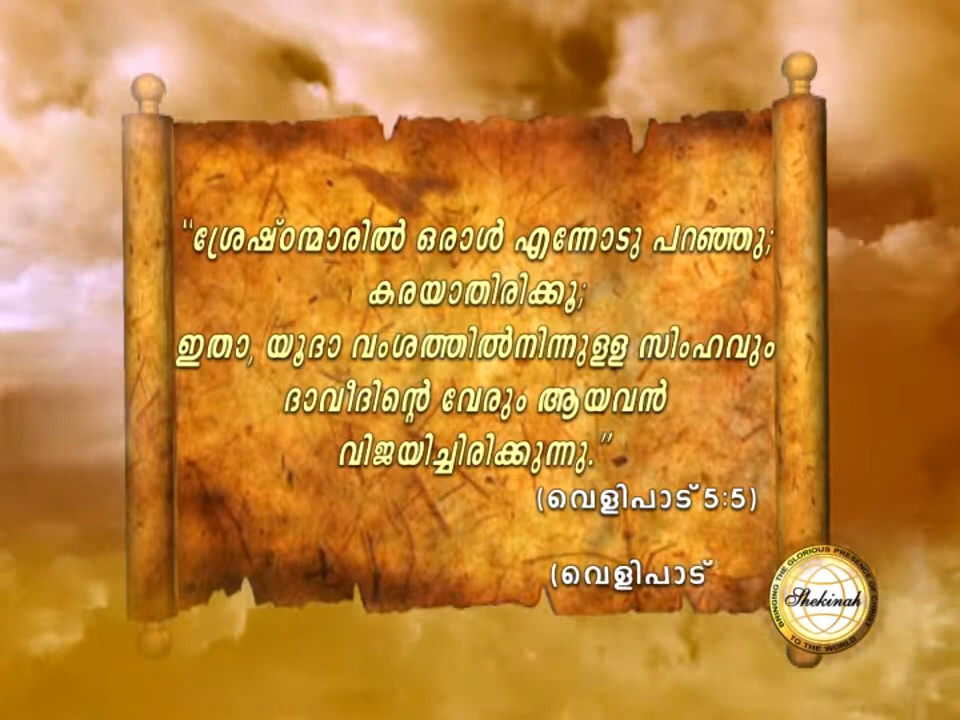 "ശ്രേഷ്ഠന്മാരിൽ ഒരാൾ എന്നോടു പറഞ്ഞു;
കരയാതിരിക്കൂ;
ഇതാ, യൂദാ വംശത്തിൽനിന്നുള്ള സിംഹവും
ദാവീദിന്റെ വേരും ആയവൻ
വിജയിച്ചിരിക്കുന്നു."
(വെളിപാട് 5:5)
(വെളിപാട്
BRINGING THE GLORIOUS PRESENCE OF CHRIST
Shekinah
TO THE WORLD